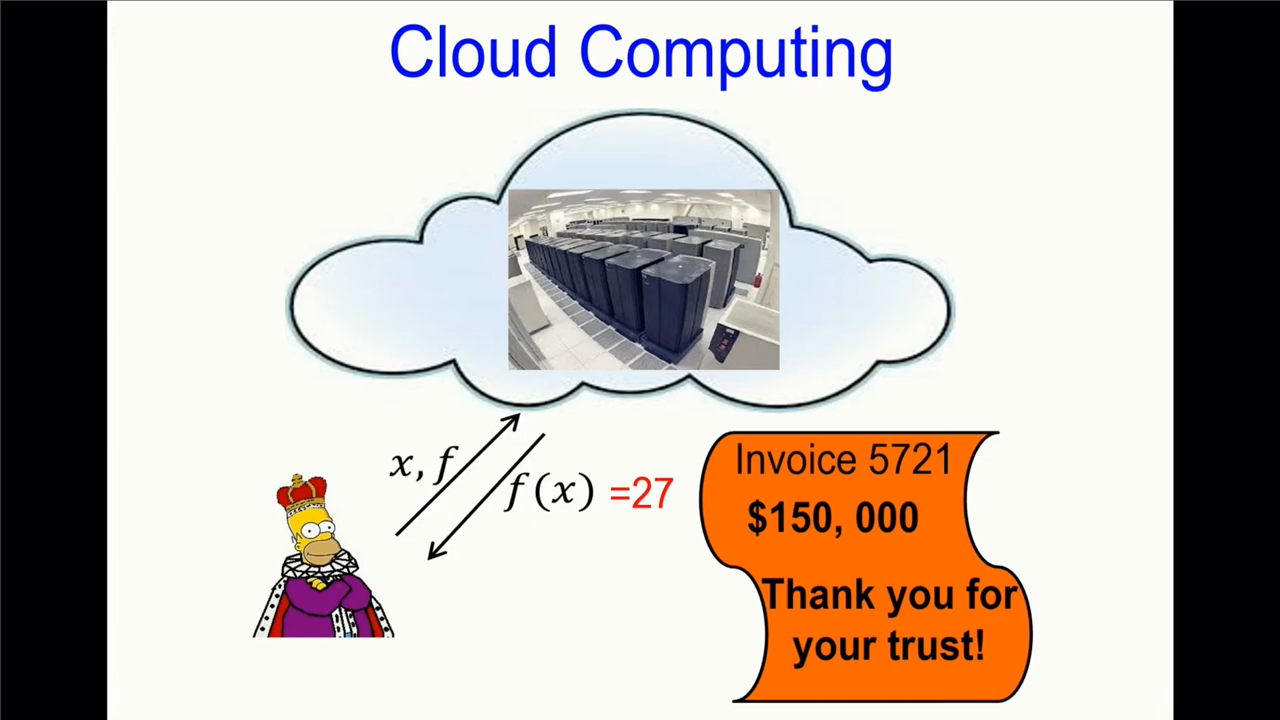 Cloud Computing
x, f
f(x) =27
Invoice 5721
$150, 000
Thank you for
your trust!